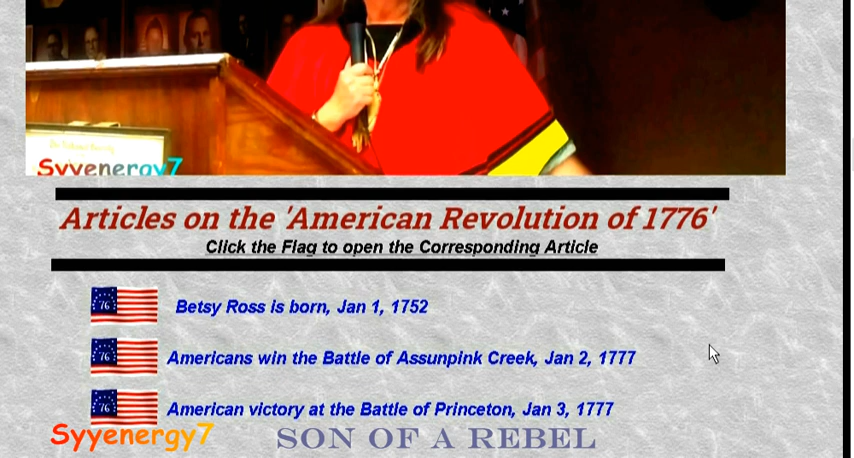 Syyenergy7
Articles on the 'American Revolution of 1776'
Click the Flag to open the Corresponding Article
76 Betsy Ross is born, Jan 1, 1752
76 Americans win the Battle of Assunpink Creek, Jan 2, 1777
76 American victory at the Battle of Princeton, Jan 3, 1777
Syyenergy7 SON OF A REBEL